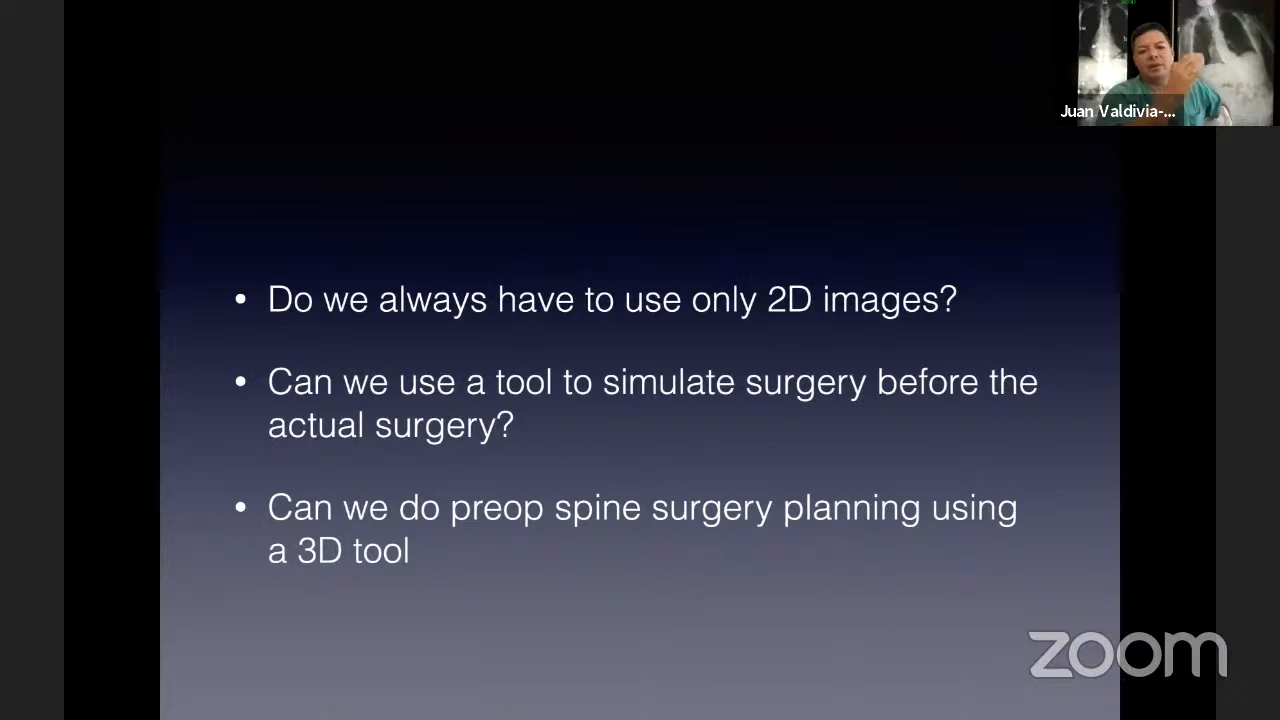 Juan Valdivia-...
• Do we always have to use only 2D images?
• Can we use a tool to simulate surgery before the
actual surgery?
• Can we do preop spine surgery planning using
a 3D tool
zoom